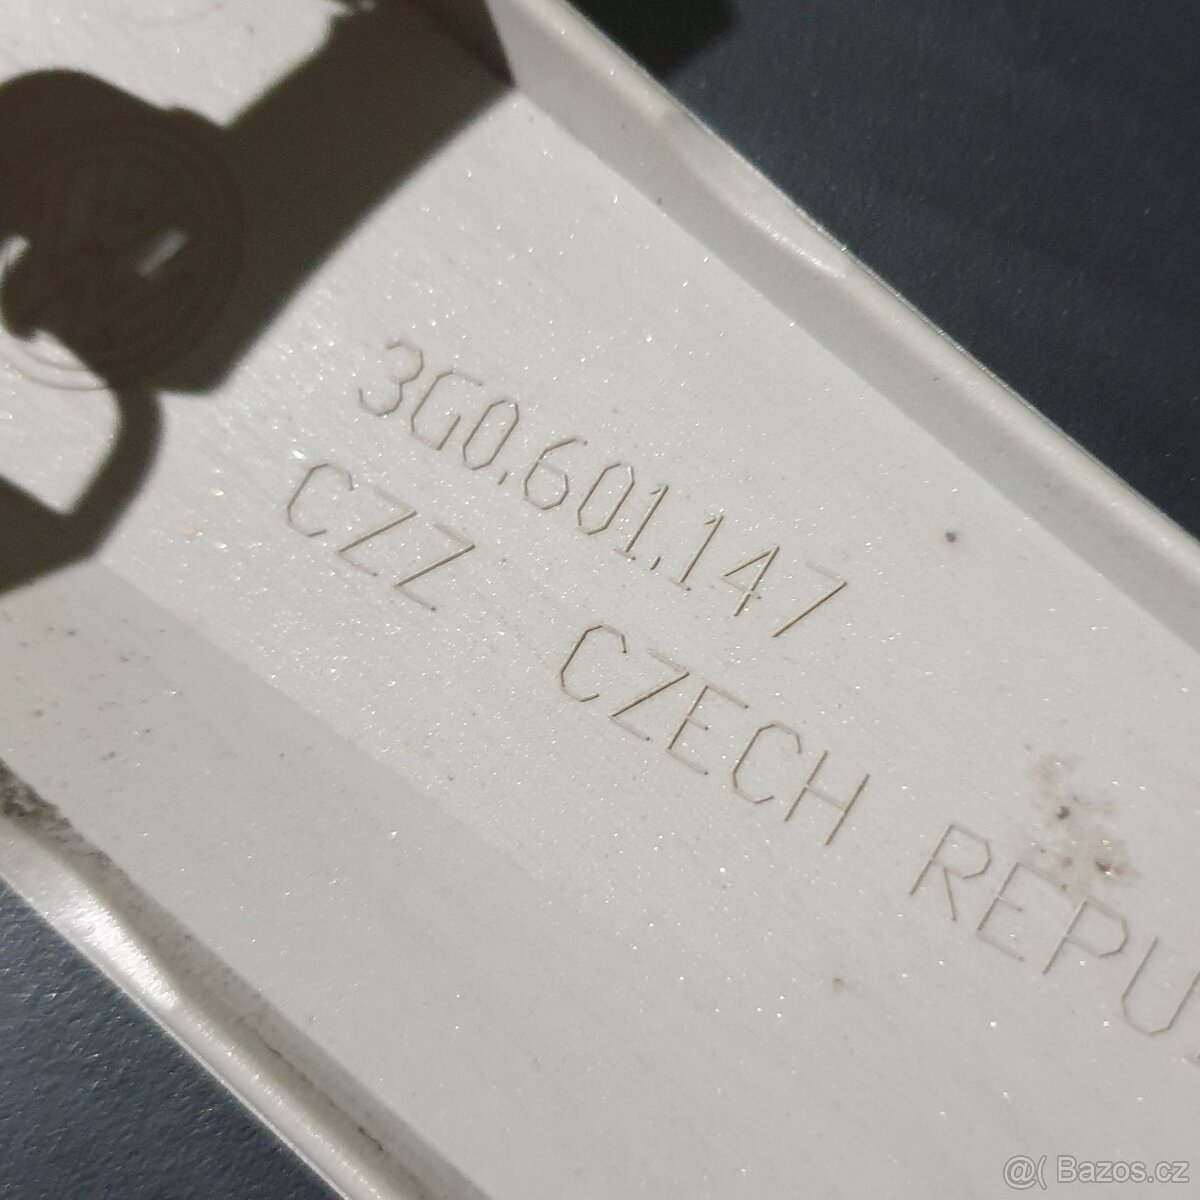 3G0.601.147
CZZ CZECH REPU
@( Bazos.cz